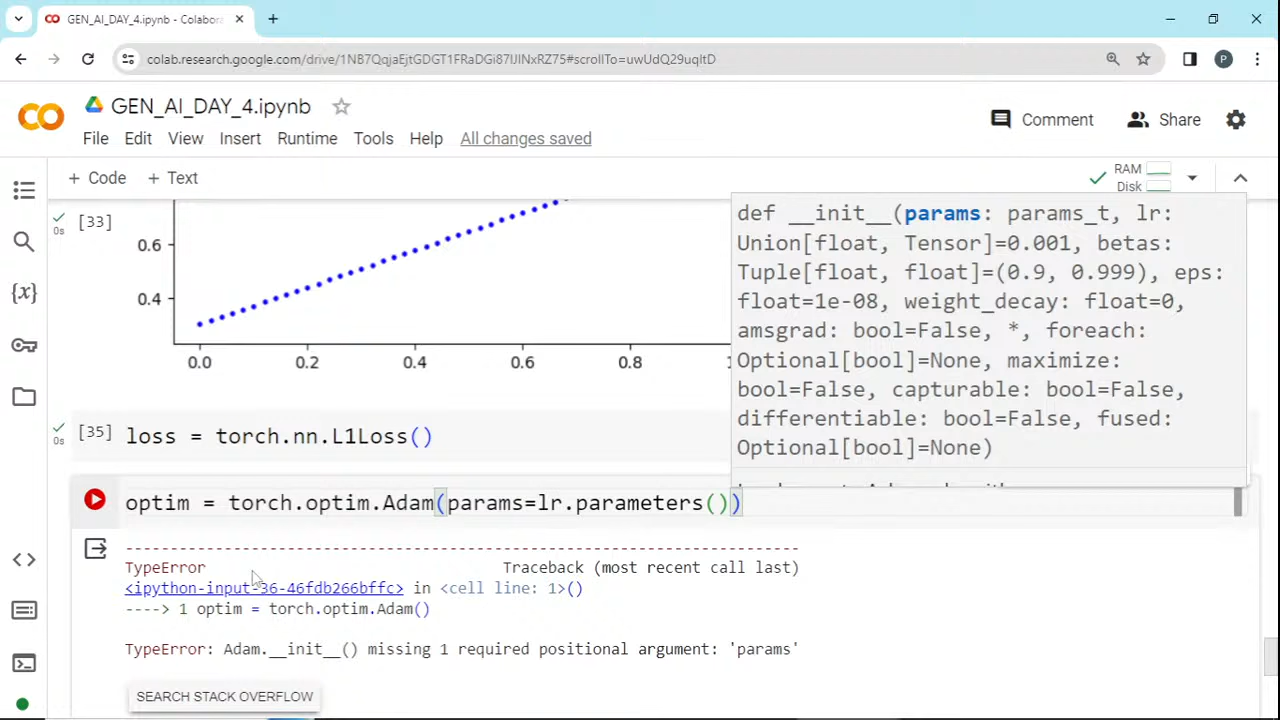 GEN_AI_DAY_4.ipynb - Colabora
colab.research.google.com/drive/1NB7QqjaEjtGDGT1FRaDGi87IJINxRZ75#scrollTo=uwUdQ29uqItD
P
GEN_AI_DAY_4.ipynb
Comment
Share
File
Edit
View
Insert
Runtime
Tools
Help
All changes saved
+ Code
+ Text
RAM
Disk
{x}
0s
[33]
0.6
0.4
0.0
0.2
0.4
0.6
0.8
def __init__(params: params_t, lr:
Union[float, Tensor]=0.001, betas:
Tuple[float, float]=(0.9, 0.999), eps:
float=1e-08, weight_decay: float=0,
amsgrad: bool=False, *, foreach:
Optional[bool]=None, maximize:
bool=False, capturable: bool=False,
differentiable: bool=False, fused:
Optional[bool]=None)
0s
[35]
loss = torch.nn.L1Loss()
optim = torch.optim.Adam(params=lr.parameters())
---------------------------------------------------------------------------
TypeError Traceback (most recent call last)
<ipython-input-36-46fdb266bffc> in <cell line: 1>()
----> 1 optim = torch.optim.Adam()
TypeError: Adam.__init__() missing 1 required positional argument: 'params'
SEARCH STACK OVERFLOW